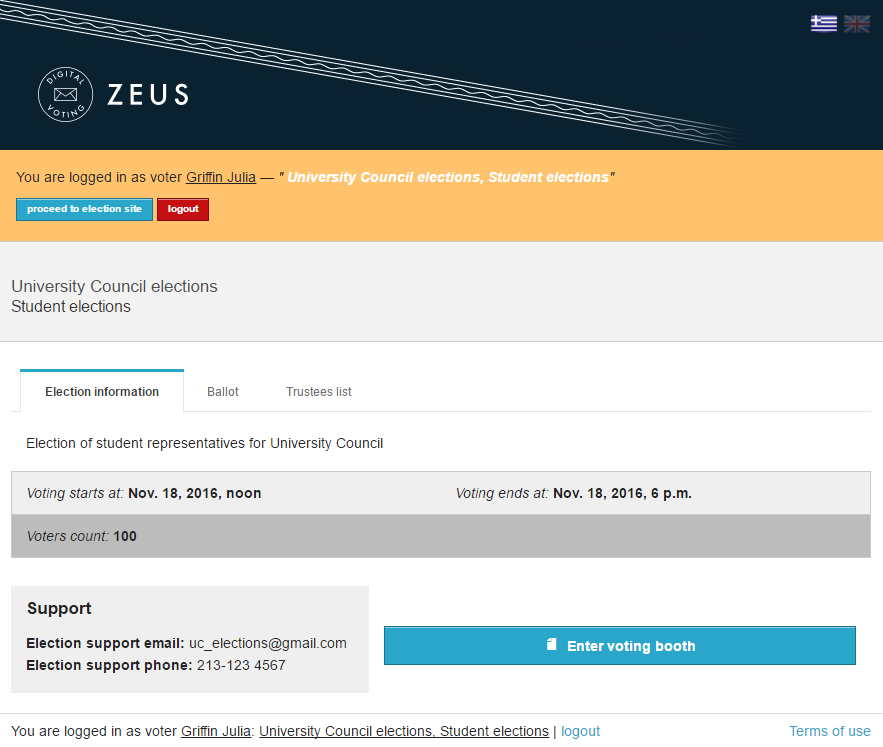 DIGITAL VOTING
ZEUS
You are logged in as voter Griffin Julia — " University Council elections, Student elections"
proceed to election site logout
University Council elections
Student elections
Election information Ballot Trustees list
Election of student representatives for University Council
Voting starts at: Nov. 18, 2016, noon Voting ends at: Nov. 18, 2016, 6 p.m.
Voters count: 100
Support
Election support email: uc_elections@gmail.com
Election support phone: 213-123 4567
Enter voting booth
You are logged in as voter Griffin Julia: University Council elections, Student elections | logout Terms of use